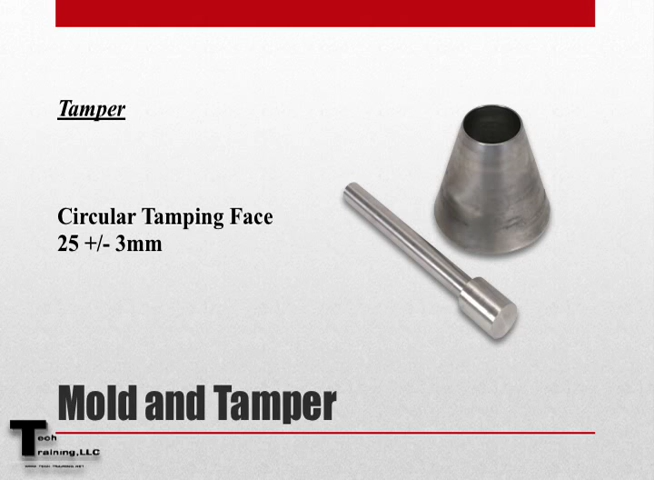 Tamper
Circular Tamping Face
25 +/- 3mm
Mold and Tamper
Tech
Training, LLC